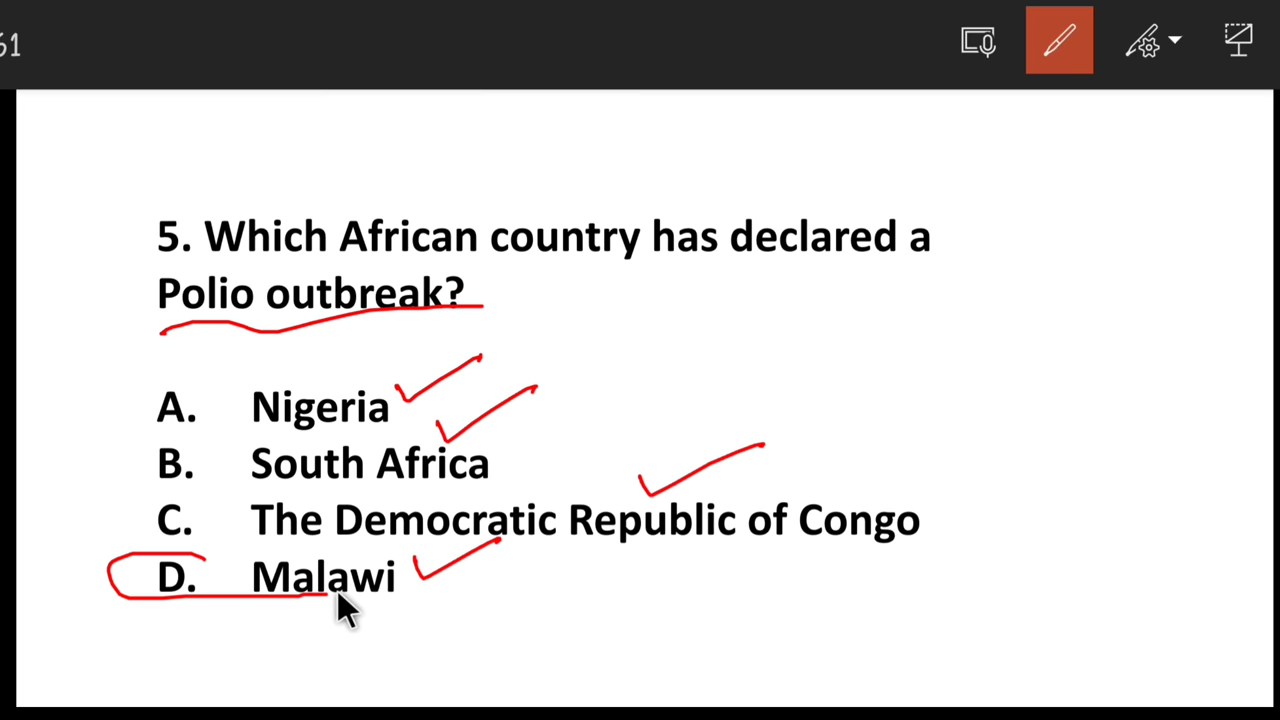 61
5. Which African country has declared a
Polio outbreak?
A. Nigeria
B. South Africa
C. The Democratic Republic of Congo
D. Malawi